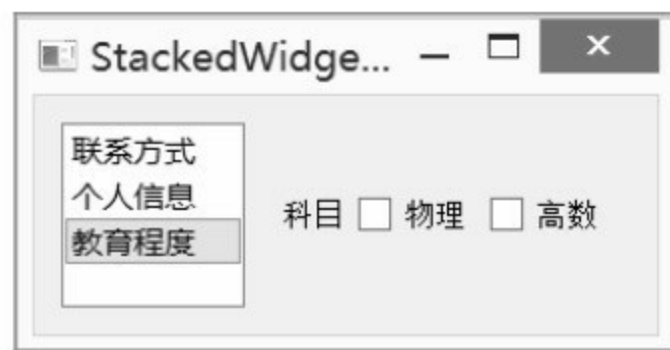 StackedWidge...
联系方式
个人信息
教育程度
科目 物理 高数